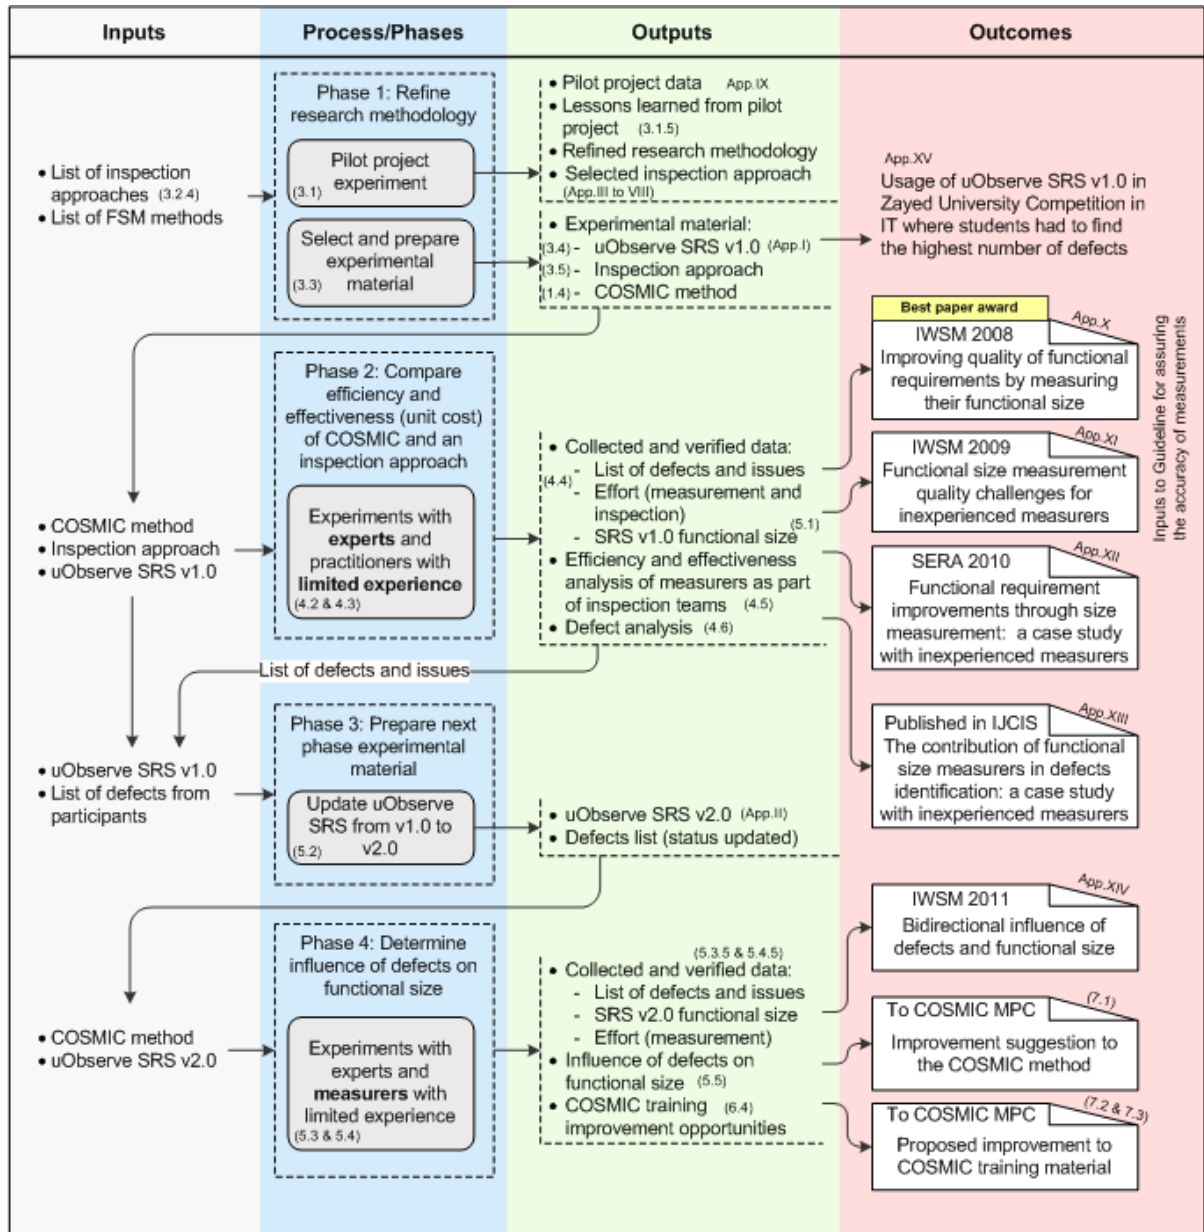 Inputs
Process/Phases
Outputs
Outcomes
• List of inspection
approaches (3.2.4)
• List of FSM methods
Phase 1: Refine
research methodology
Pilot project
experiment
(3.1)
Select and prepare
experimental
material
(3.3)
• Pilot project data App.IX
• Lessons learned from pilot
project (3.1.5)
• Refined research methodology
• Selected inspection approach
(App.III to VIII)
• Experimental material:
(3.4) - uObserve SRS v1.0 (App.I)
(3.5) - Inspection approach
(1.4) - COSMIC method
App.XV
Usage of uObserve SRS v1.0 in
Zayed University Competition in
IT where students had to find
the highest number of defects
Best paper award
App.X
IWSM 2008
Improving quality of functional
requirements by measuring
their functional size
Inputs to Guideline for assuring
the accuracy of measurements
• COSMIC method
• Inspection approach
• uObserve SRS v1.0
Phase 2: Compare
efficiency and
effectiveness (unit cost)
of COSMIC and an
inspection approach
Experiments with
experts and
practitioners with
limited experience
(4.2 & 4.3)
• Collected and verified data:
- List of defects and issues
(4.4) - Effort (measurement and
inspection)
- SRS v1.0 functional size (5.1)
• Efficiency and effectiveness
analysis of measurers as part
of inspection teams (4.5)
• Defect analysis (4.6)
App.XI
IWSM 2009
Functional size measurement
quality challenges for
inexperienced measurers
App.XII
SERA 2010
Functional requirement
improvements through size
measurement: a case study
with inexperienced measurers
List of defects and issues
• uObserve SRS v1.0
• List of defects from
participants
Phase 3: Prepare next
phase experimental
material
Update uObserve
SRS from v1.0 to
v2.0
(5.2)
• uObserve SRS v2.0 (App.II)
• Defects list (status updated)
App.XIII
Published in IJCIS
The contribution of functional
size measurers in defects
identification: a case study
with inexperienced measurers
• COSMIC method
• uObserve SRS v2.0
Phase 4: Determine
influence of defects on
functional size
Experiments with
experts and
measurers with
limited experience
(5.3 & 5.4)
(5.3.5 & 5.4.5)
• Collected and verified data:
- List of defects and issues
- SRS v2.0 functional size
- Effort (measurement)
• Influence of defects on
functional size (5.5)
• COSMIC training (6.4)
improvement opportunities
App.XIV
IWSM 2011
Bidirectional influence of
defects and functional size
(7.1)
To COSMIC MPC
Improvement suggestion to
the COSMIC method
(7.2 & 7.3)
To COSMIC MPC
Proposed improvement to
COSMIC training material